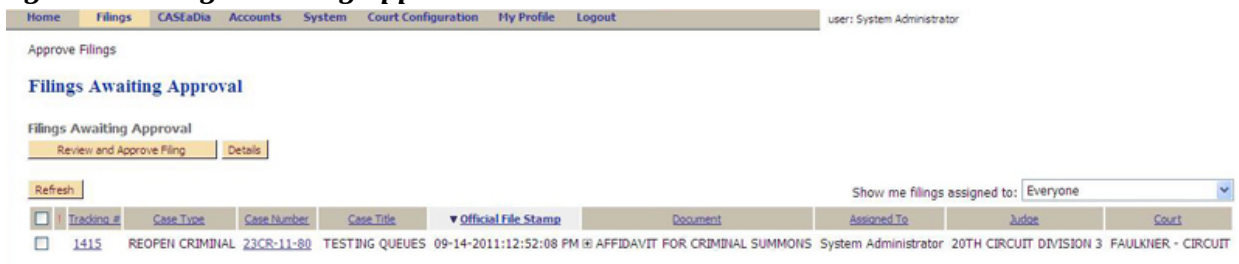 Home Filings CASEaDia Accounts System Court Configuration My Profile Logout user: System Administrator
Approve Filings
Filings Awaiting Approval
Filings Awaiting Approval
Review and Approve Filing Details
Refresh Show me filings assigned to: Everyone
! Tracking # Case Type Case Number Case Title ▼ Official File Stamp Document Assigned To Judge Court
1415 REOPEN CRIMINAL 23CR-11-80 TESTING QUEUES 09-14-2011:12:52:08 PM AFFIDAVIT FOR CRIMINAL SUMMONS System Administrator 20TH CIRCUIT DIVISION 3 FAULKNER - CIRCUIT